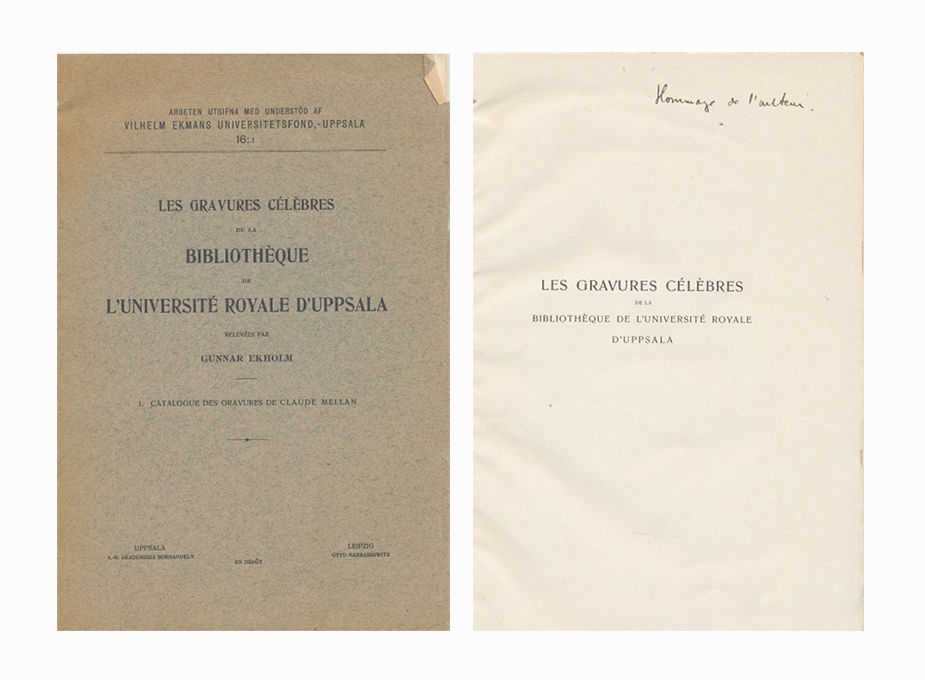 ARBETEN UTGIFNA MED UNDERSTÖD AF
VILHELM EKMANS UNIVERSITETSFOND, UPPSALA
16:1
LES GRAVURES CÉLÈBRES
DE LA
BIBLIOTHÈQUE
DE
L'UNIVERSITÉ ROYALE D'UPPSALA
RELEVÉES PAR
GUNNAR EKHOLM
1. CATALOGUE DES GRAVURES DE CLAUDE MELLAN
UPPSALA
A.-B. AKADEMISKA BOKHANDELN
EN DÉPÔT
LEIPZIG
OTTO HARRASSOWITZ
Hommage de l'auteur.
LES GRAVURES CÉLÈBRES
DE LA
BIBLIOTHÈQUE DE L'UNIVERSITÉ ROYALE
D'UPPSALA